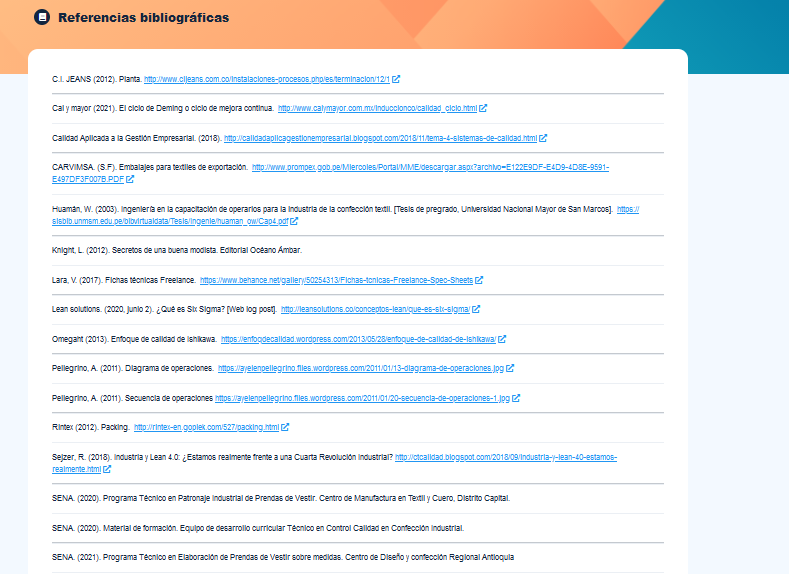 Referencias bibliográficas
C.I. JEANS (2012). Planta. http://www.cijeans.com.co/instalaciones-procesos.php/es/terminacion/12/1
Cal y mayor (2021). El ciclo de Deming o ciclo de mejora continua. http://www.calymayor.com.mx/induccionco/calidad_ciclo.html
Calidad Aplicada a la Gestión Empresarial. (2018). http://calidadaplicagestionempresarial.blogspot.com/2018/11/tema-4-sistemas-de-calidad.html
CARVIMSA. (S.F). Embalajes para textiles de exportación. http://www.prompex.gob.pe/Miercoles/Portal/MME/descargar.aspx?archivo=E122E9DF-E4D9-4D8E-9591-
E497DF3F007B.PDF
Huamán, W. (2003). Ingeniería en la capacitación de operarios para la industria de la confección textil. [Tesis de pregrado, Universidad Nacional Mayor de San Marcos]. https://
sisbib.unmsm.edu.pe/bibvirtualdata/Tesis/Ingenie/huaman_ow/Cap4.pdf
Knight, L. (2012). Secretos de una buena modista. Editorial Océano Ámbar.
Lara, V. (2017). Fichas técnicas Freelance. https://www.behance.net/gallery/50254313/Fichas-tcnicas-Freelance-Spec-Sheets
Lean solutions. (2020, junio 2). ¿Qué es Six Sigma? [Web log post]. http://leansolutions.co/conceptos-lean/que-es-six-sigma/
Omegaht (2013). Enfoque de calidad de Ishikawa. https://enfoqdecalidad.wordpress.com/2013/05/28/enfoque-de-calidad-de-ishikawa/
Pellegrino, A. (2011). Diagrama de operaciones. https://ayelenpellegrino.files.wordpress.com/2011/01/13-diagrama-de-operaciones.jpg
Pellegrino, A. (2011). Secuencia de operaciones https://ayelenpellegrino.files.wordpress.com/2011/01/20-secuencia-de-operaciones-1.jpg
Rintex (2012). Packing. http://rintex-en.goplek.com/527/packing.html
Sejzer, R. (2018). Industria y Lean 4.0: ¿Estamos realmente frente a una Cuarta Revolución Industrial? http://ctcalidad.blogspot.com/2018/09/industria-y-lean-40-estamos-
realmente.html
SENA. (2020). Programa Técnico en Patronaje Industrial de Prendas de Vestir. Centro de Manufactura en Textil y Cuero, Distrito Capital.
SENA. (2020). Material de formación. Equipo de desarrollo curricular Técnico en Control Calidad en Confección Industrial.
SENA. (2021). Programa Técnico en Elaboración de Prendas de Vestir sobre medidas. Centro de Diseño y confección Regional Antioquia